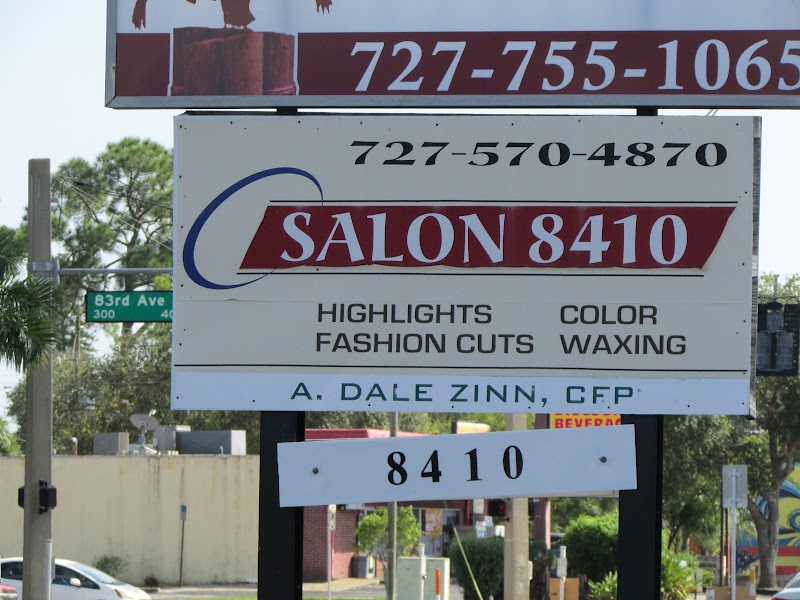 727-755-1065
727-570-4870
SALON 8410
HIGHLIGHTS COLOR
FASHION CUTS WAXING
83rd Ave
300
A. DALE ZINN, CFP
8410